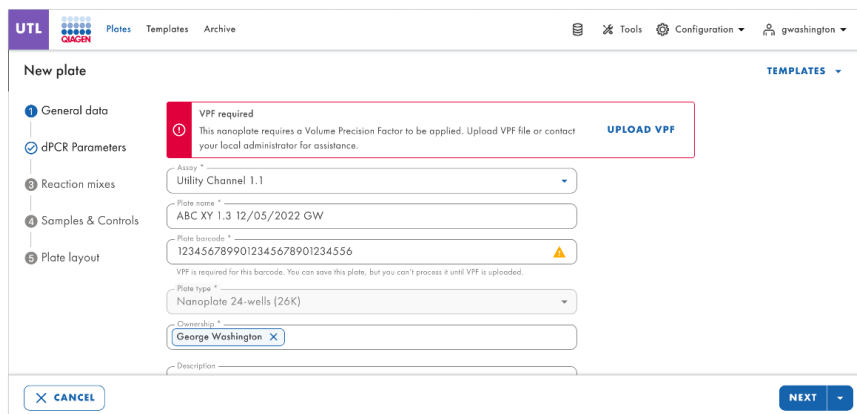 UTL
QIAGEN
Plates
Templates
Archive
Tools
Configuration
gwashington
New plate
TEMPLATES
1 General data
dPCR Parameters
3 Reaction mixes
4 Samples & Controls
5 Plate layout
VPF required
This nanoplate requires a Volume Precision Factor to be applied. Upload VPF file or contact
your local administrator for assistance.
UPLOAD VPF
Assay *
Utility Channel 1.1
Plate name *
ABC XY 1.3 12/05/2022 GW
Plate barcode *
1234567899012345678901234556
VPF is required for this barcode. You can save this plate, but you can't process it until VPF is uploaded.
Plate type *
Nanoplate 24-wells (26K)
Ownership *
George Washington
Description
CANCEL
NEXT